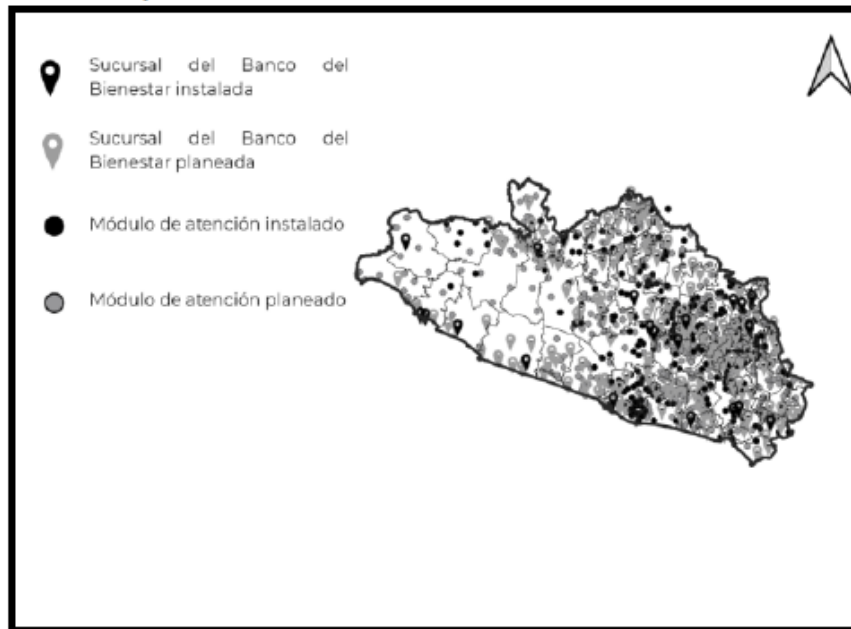 Sucursal del Banco del
Bienestar instalada
Sucursal del Banco del
Bienestar planeada
Módulo de atención instalado
Módulo de atención planeado